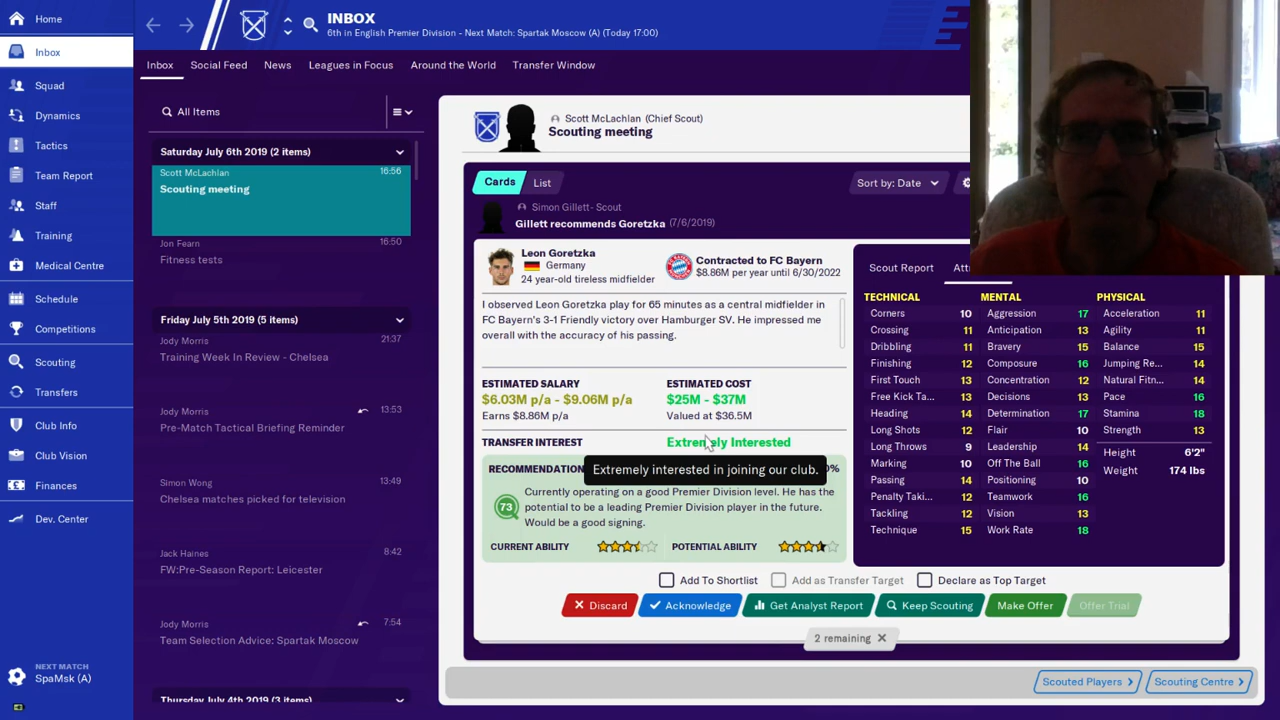 Home
Inbox
Squad
Dynamics
Tactics
Team Report
Staff
Training
Medical Centre
Schedule
Competitions
Scouting
Transfers
Club Info
Club Vision
Finances
Dev. Center
NEXT MATCH
SpaMsk (A)
INBOX
6th in English Premier Division - Next Match: Spartak Moscow (A) (Today 17:00)
Inbox Social Feed News Leagues in Focus Around the World Transfer Window
All Items
Saturday July 6th 2019 (2 items)
Scott McLachlan 16:56
Scouting meeting
Jon Fearn 16:50
Fitness tests
Friday July 5th 2019 (5 items)
Jody Morris 21:37
Training Week In Review - Chelsea
Jody Morris 13:53
Pre-Match Tactical Briefing Reminder
Simon Wong 13:49
Chelsea matches picked for television
Jack Haines 8:42
FW:Pre-Season Report: Leicester
Jody Morris 7:54
Team Selection Advice: Spartak Moscow
Thursday July 4th 2019 (3 items)
Scott McLachlan (Chief Scout)
Scouting meeting
Cards List Sort by: Date
Simon Gillett - Scout
Gillett recommends Goretzka (7/6/2019)
Leon Goretzka
Germany
24 year-old tireless midfielder
Contracted to FC Bayern
$8.86M per year until 6/30/2022
I observed Leon Goretzka play for 65 minutes as a central midfielder in
FC Bayern's 3-1 Friendly victory over Hamburger SV. He impressed me
overall with the accuracy of his passing.
ESTIMATED SALARY ESTIMATED COST
$6.03M p/a - $9.06M p/a $25M - $37M
Earns $8.86M p/a Valued at $36.5M
TRANSFER INTEREST Extremely Interested
RECOMMENDATION 0%
Extremely interested in joining our club.
73
Currently operating on a good Premier Division level. He has the
potential to be a leading Premier Division player in the future.
Would be a good signing.
CURRENT ABILITY POTENTIAL ABILITY
Scout Report Attr
TECHNICAL MENTAL PHYSICAL
Corners 10 Aggression 17 Acceleration 11
Crossing 11 Anticipation 13 Agility 11
Dribbling 11 Bravery 15 Balance 15
Finishing 12 Composure 16 Jumping Re... 14
First Touch 13 Concentration 12 Natural Fitn... 14
Free Kick Ta... 13 Decisions 13 Pace 16
Heading 14 Determination 17 Stamina 18
Long Shots 12 Flair 10 Strength 13
Long Throws 9 Leadership 14 Height 6'2"
Marking 10 Off The Ball 16 Weight 174 lbs
Passing 14 Positioning 10
Penalty Taki... 12 Teamwork 16
Tackling 12 Vision 13
Technique 15 Work Rate 18
Add To Shortlist Add as Transfer Target Declare as Top Target
Discard Acknowledge Get Analyst Report Keep Scouting Make Offer Offer Trial
2 remaining
Scouted Players Scouting Centre